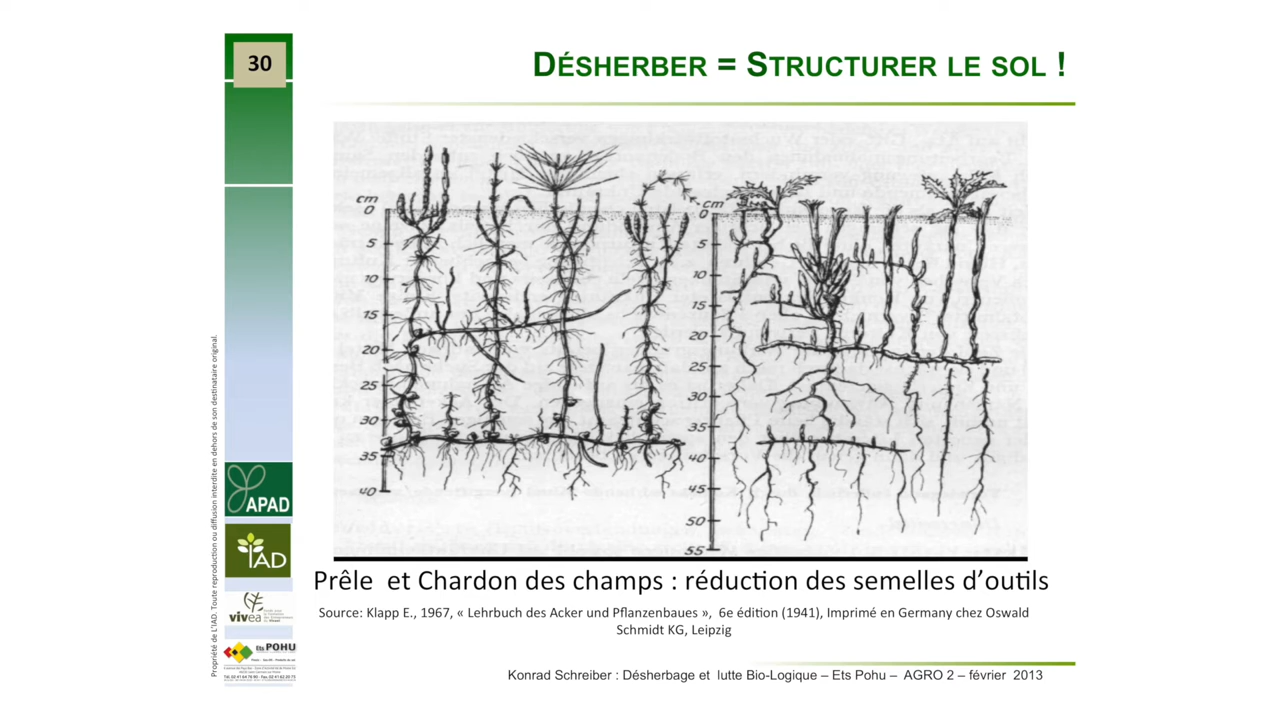 30
DÉSHERBER = STRUCTURER LE SOL !
cm
0
5
10
15
20
25
30
35
40
cm
0
5
10
15
20
25
30
35
40
45
50
55
Prêle et Chardon des champs : réduction des semelles d’outils
Source: Klapp E., 1967, « Lehrbuch des Acker und Pflanzenbaues », 6e édition (1941), Imprimé en Germany chez Oswald
Schmidt KG, Leipzig
Konrad Schreiber : Désherbage et lutte Bio-Logique – Ets Pohu – AGRO 2 – février 2013
Propriété de L'IAD. Toute reproduction ou diffusion interdite en dehors de son destinataire original.
APAD
IAD
vivea
Ets POHU